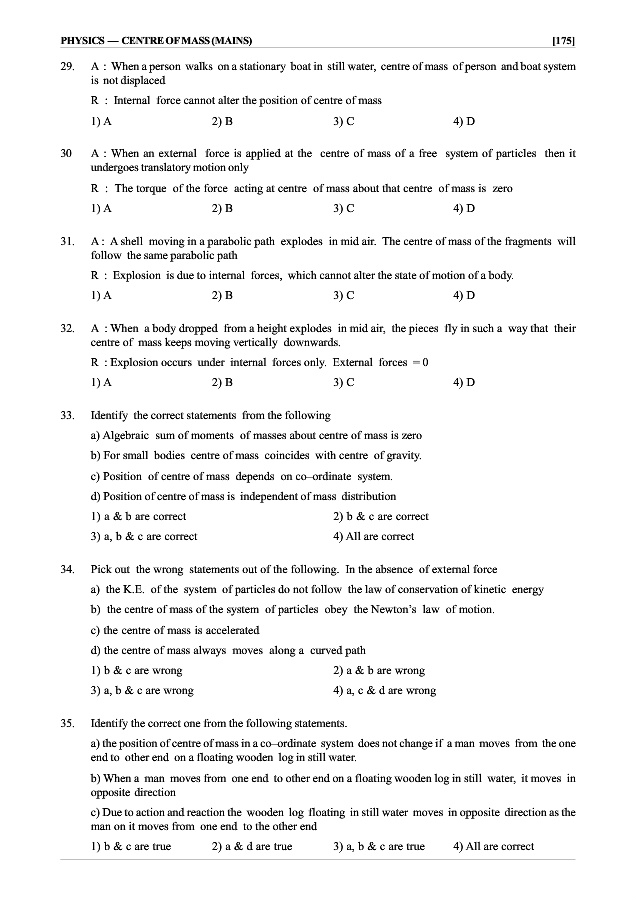 PHYSICS — CENTRE OF MASS (MAINS) [175]
29. A : When a person walks on a stationary boat in still water, centre of mass of person and boat system
is not displaced
R : Internal force cannot alter the position of centre of mass
1) A 2) B 3) C 4) D
30 A : When an external force is applied at the centre of mass of a free system of particles then it
undergoes translatory motion only
R : The torque of the force acting at centre of mass about that centre of mass is zero
1) A 2) B 3) C 4) D
31. A : A shell moving in a parabolic path explodes in mid air. The centre of mass of the fragments will
follow the same parabolic path
R : Explosion is due to internal forces, which cannot alter the state of motion of a body.
1) A 2) B 3) C 4) D
32. A : When a body dropped from a height explodes in mid air, the pieces fly in such a way that their
centre of mass keeps moving vertically downwards.
R : Explosion occurs under internal forces only. External forces = 0
1) A 2) B 3) C 4) D
33. Identify the correct statements from the following
a) Algebraic sum of moments of masses about centre of mass is zero
b) For small bodies centre of mass coincides with centre of gravity.
c) Position of centre of mass depends on co–ordinate system.
d) Position of centre of mass is independent of mass distribution
1) a & b are correct 2) b & c are correct
3) a, b & c are correct 4) All are correct
34. Pick out the wrong statements out of the following. In the absence of external force
a) the K.E. of the system of particles do not follow the law of conservation of kinetic energy
b) the centre of mass of the system of particles obey the Newton's law of motion.
c) the centre of mass is accelerated
d) the centre of mass always moves along a curved path
1) b & c are wrong 2) a & b are wrong
3) a, b & c are wrong 4) a, c & d are wrong
35. Identify the correct one from the following statements.
a) the position of centre of mass in a co–ordinate system does not change if a man moves from the one
end to other end on a floating wooden log in still water.
b) When a man moves from one end to other end on a floating wooden log in still water, it moves in
opposite direction
c) Due to action and reaction the wooden log floating in still water moves in opposite direction as the
man on it moves from one end to the other end
1) b & c are true 2) a & d are true 3) a, b & c are true 4) All are correct